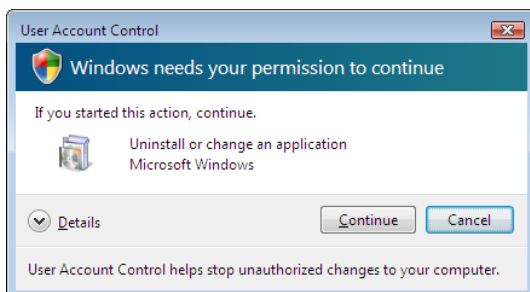 User Account Control
Windows needs your permission to continue
If you started this action, continue.
Uninstall or change an application
Microsoft Windows
Details
Continue
Cancel
User Account Control helps stop unauthorized changes to your computer.